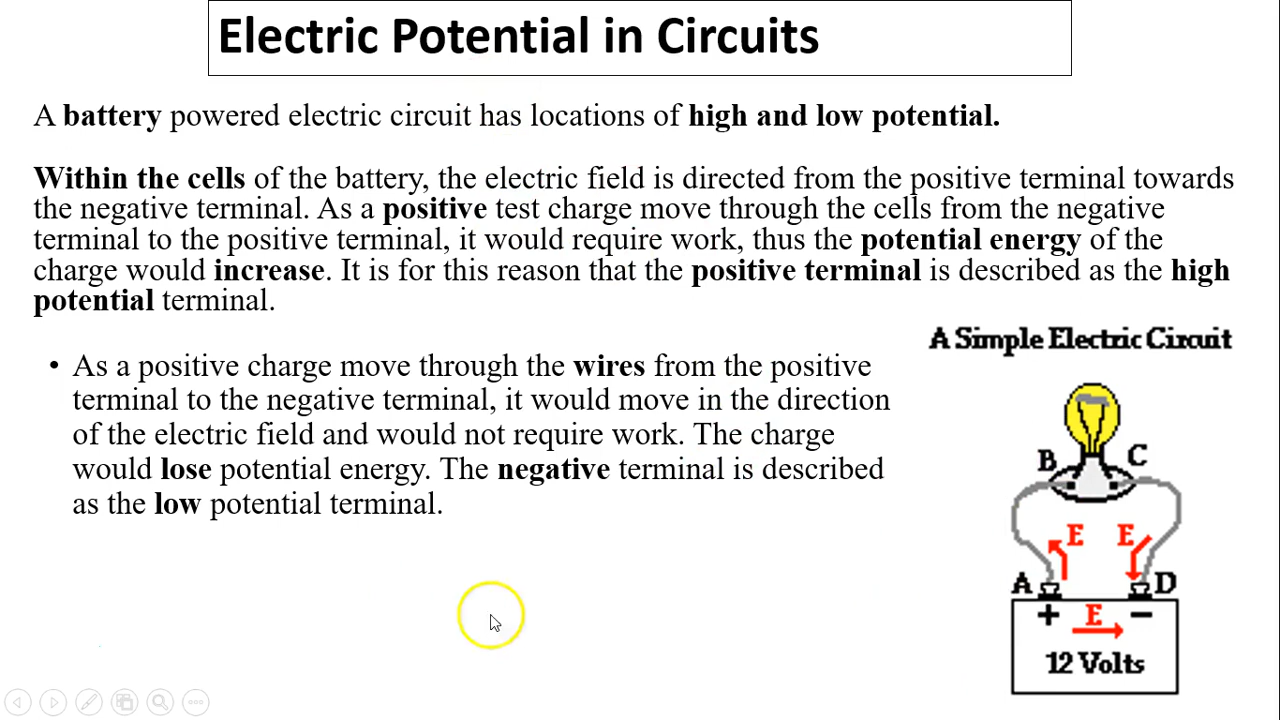 Electric Potential in Circuits
A battery powered electric circuit has locations of high and low potential.
Within the cells of the battery, the electric field is directed from the positive terminal towards
the negative terminal. As a positive test charge move through the cells from the negative
terminal to the positive terminal, it would require work, thus the potential energy of the
charge would increase. It is for this reason that the positive terminal is described as the high
potential terminal.
• As a positive charge move through the wires from the positive
terminal to the negative terminal, it would move in the direction
of the electric field and would not require work. The charge
would lose potential energy. The negative terminal is described
as the low potential terminal.
A Simple Electric Circuit
B C
E E
A D
+ E −
12 Volts